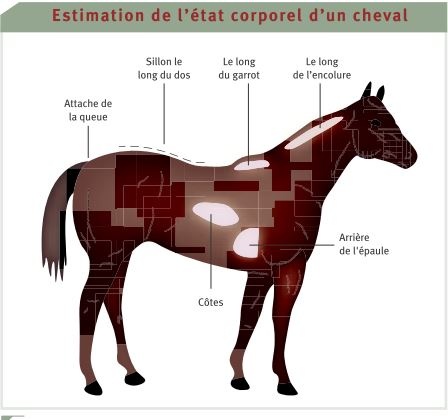 Estimation de l'état corporel d'un cheval
Sillon le
long du dos
Le long
du garrot
Le long
de l'encolure
Attache de
la queue
Arrière
de l'épaule
Côtes